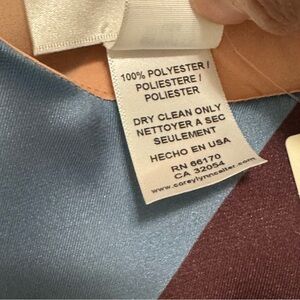 100% POLYESTER /
POLIESTERE /
POLIESTER
DRY CLEAN ONLY
NETTOYER A SEC
SEULEMENT
HECHO EN USA
RN 66170
CA 32054
www.coreylynncalter.com